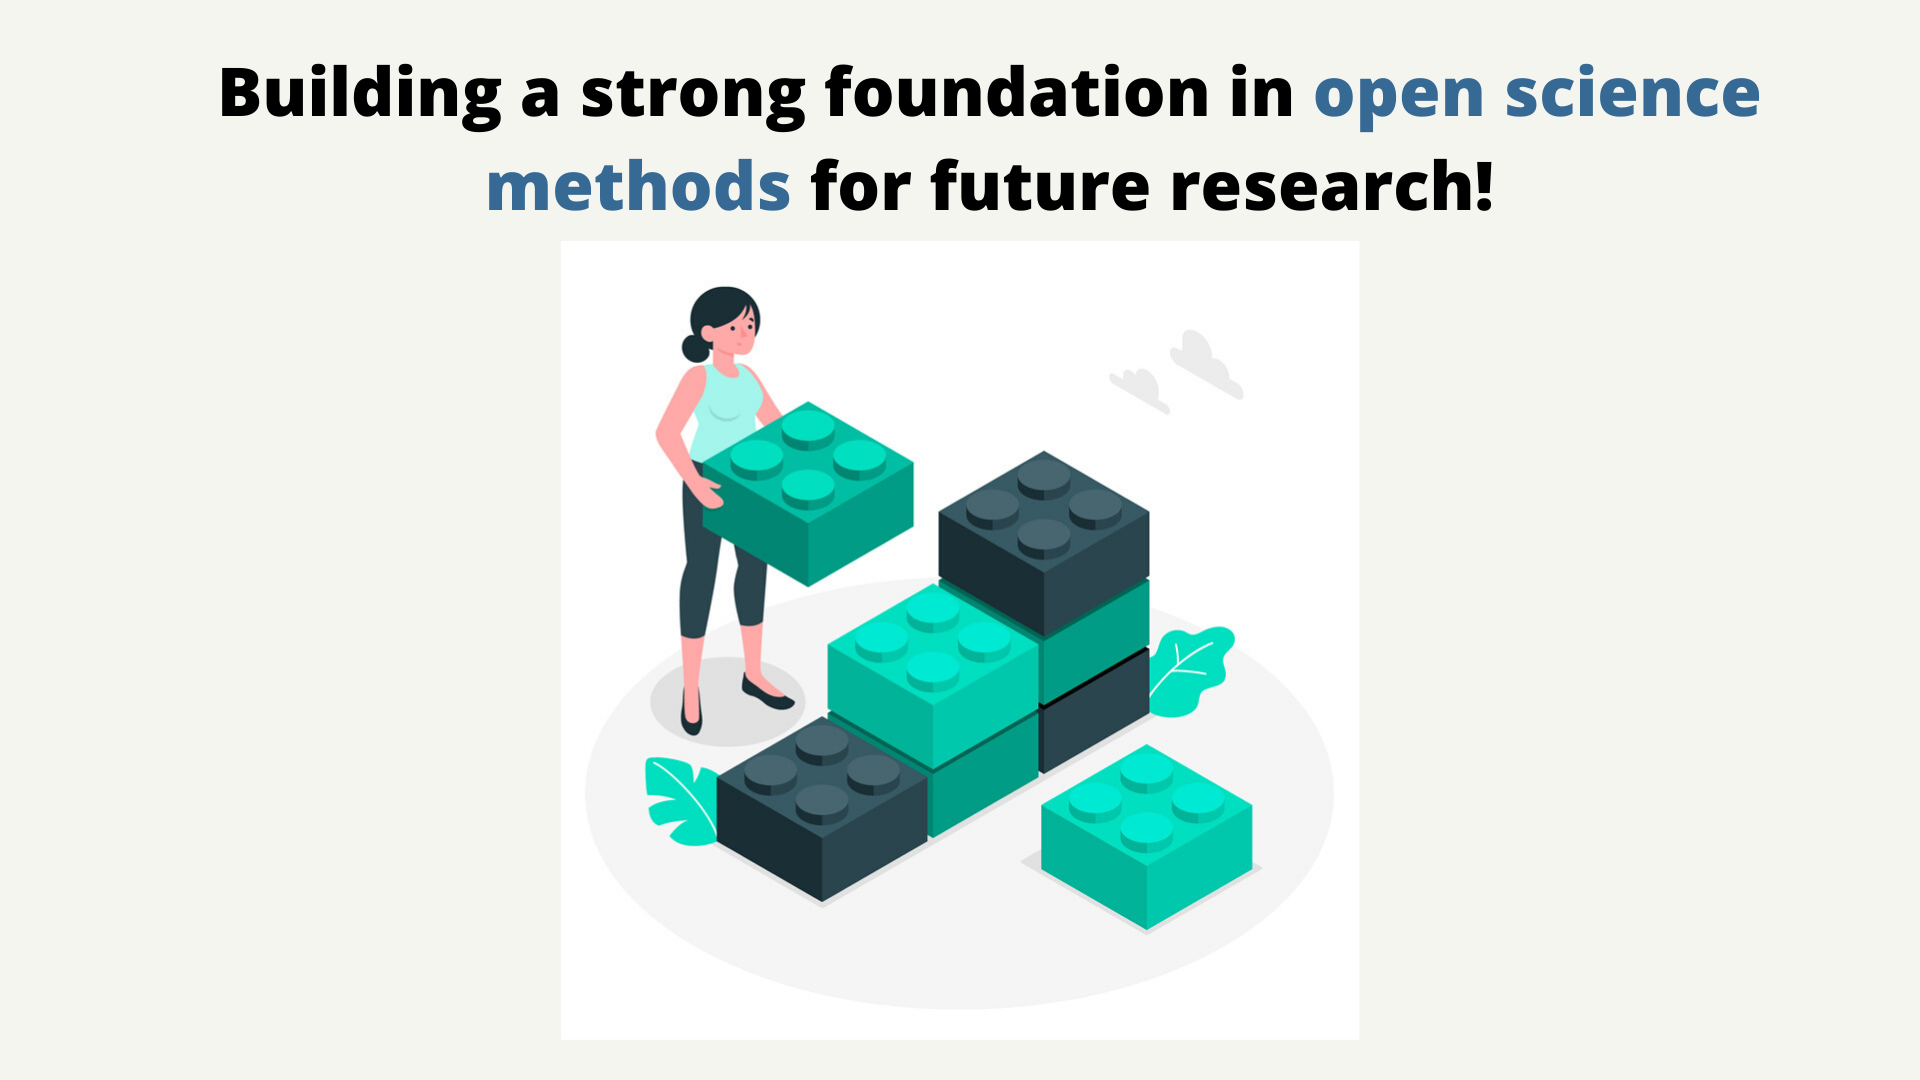 Building a strong foundation in open science
methods for future research!